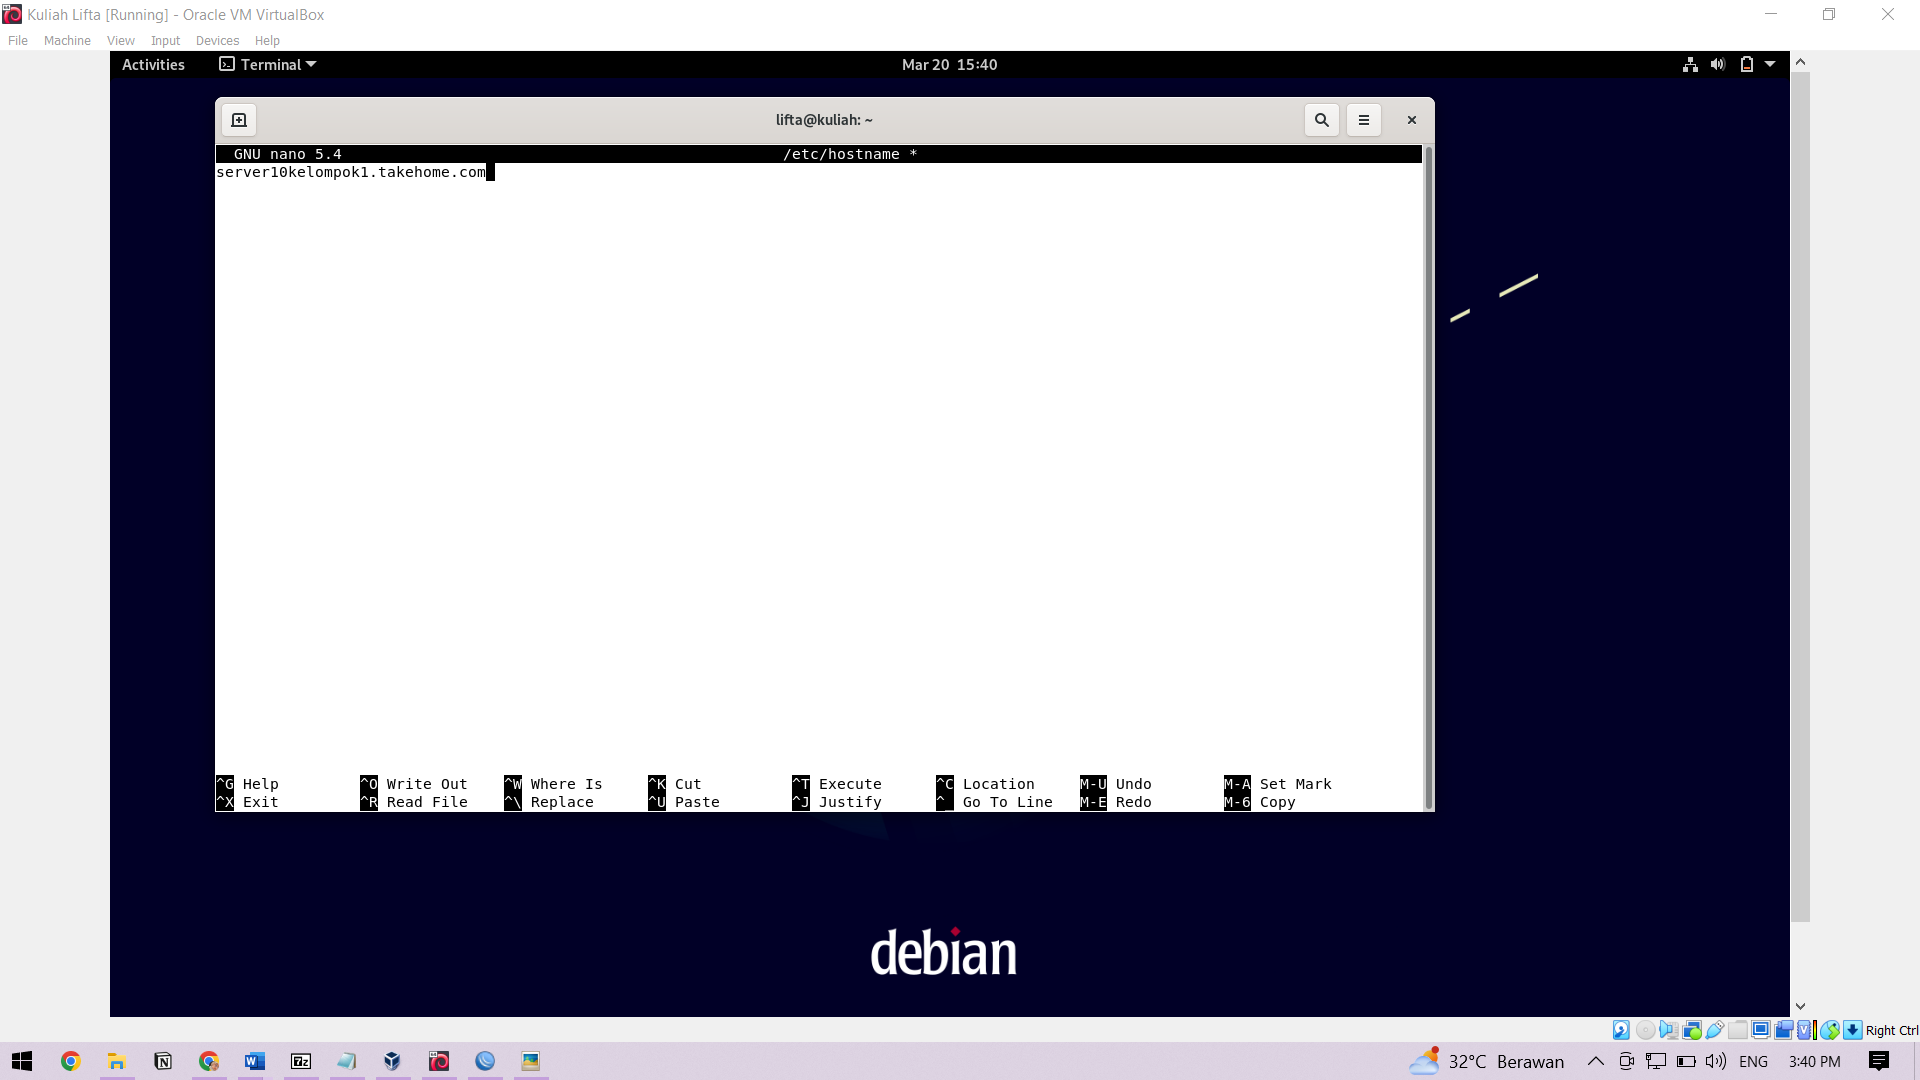 Kuliah Lifta [Running] - Oracle VM VirtualBox
File Machine View Input Devices Help
Activities Terminal Mar 20 15:40
lifta@kuliah: ~
GNU nano 5.4 /etc/hostname *
server10kelompok1.takehome.com
^G Help ^O Write Out ^W Where Is ^K Cut ^T Execute ^C Location M-U Undo M-A Set Mark
^X Exit ^R Read File ^\ Replace ^U Paste ^J Justify ^_ Go To Line M-E Redo M-6 Copy
debian
Right Ctrl
32°C Berawan ENG 3:40 PM